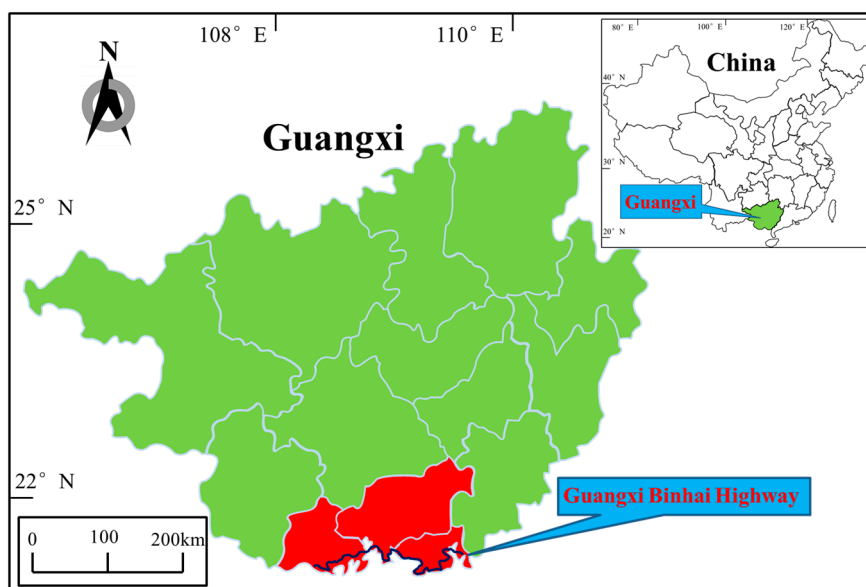 108° E
110° E
N
Guangxi
25° N
22° N
0
100
200km
Guangxi Binhai Highway
80° E
100° E
120° E
China
40° N
30° N
20° N
Guangxi